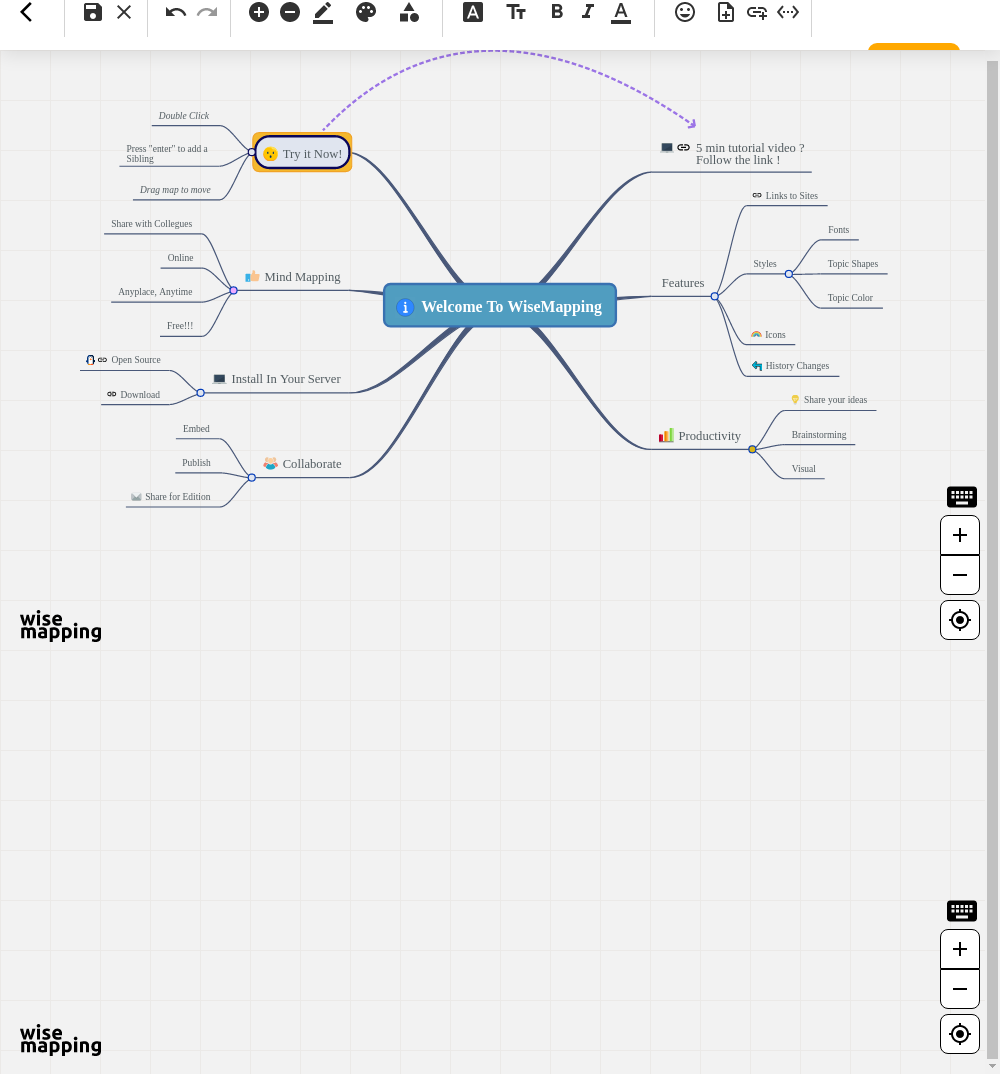 Double Click
Press "enter" to add a
Sibling
Drag map to move
Try it Now!
5 min tutorial video ?
Follow the link !
Links to Sites
Fonts
Styles
Topic Shapes
Topic Color
Features
Icons
History Changes
Share with Collegues
Online
Anyplace, Anytime
Free!!!
Mind Mapping
Welcome To WiseMapping
Open Source
Download
Install In Your Server
Embed
Publish
Share for Edition
Collaborate
Productivity
Share your ideas
Brainstorming
Visual
wise
mapping
wise
mapping